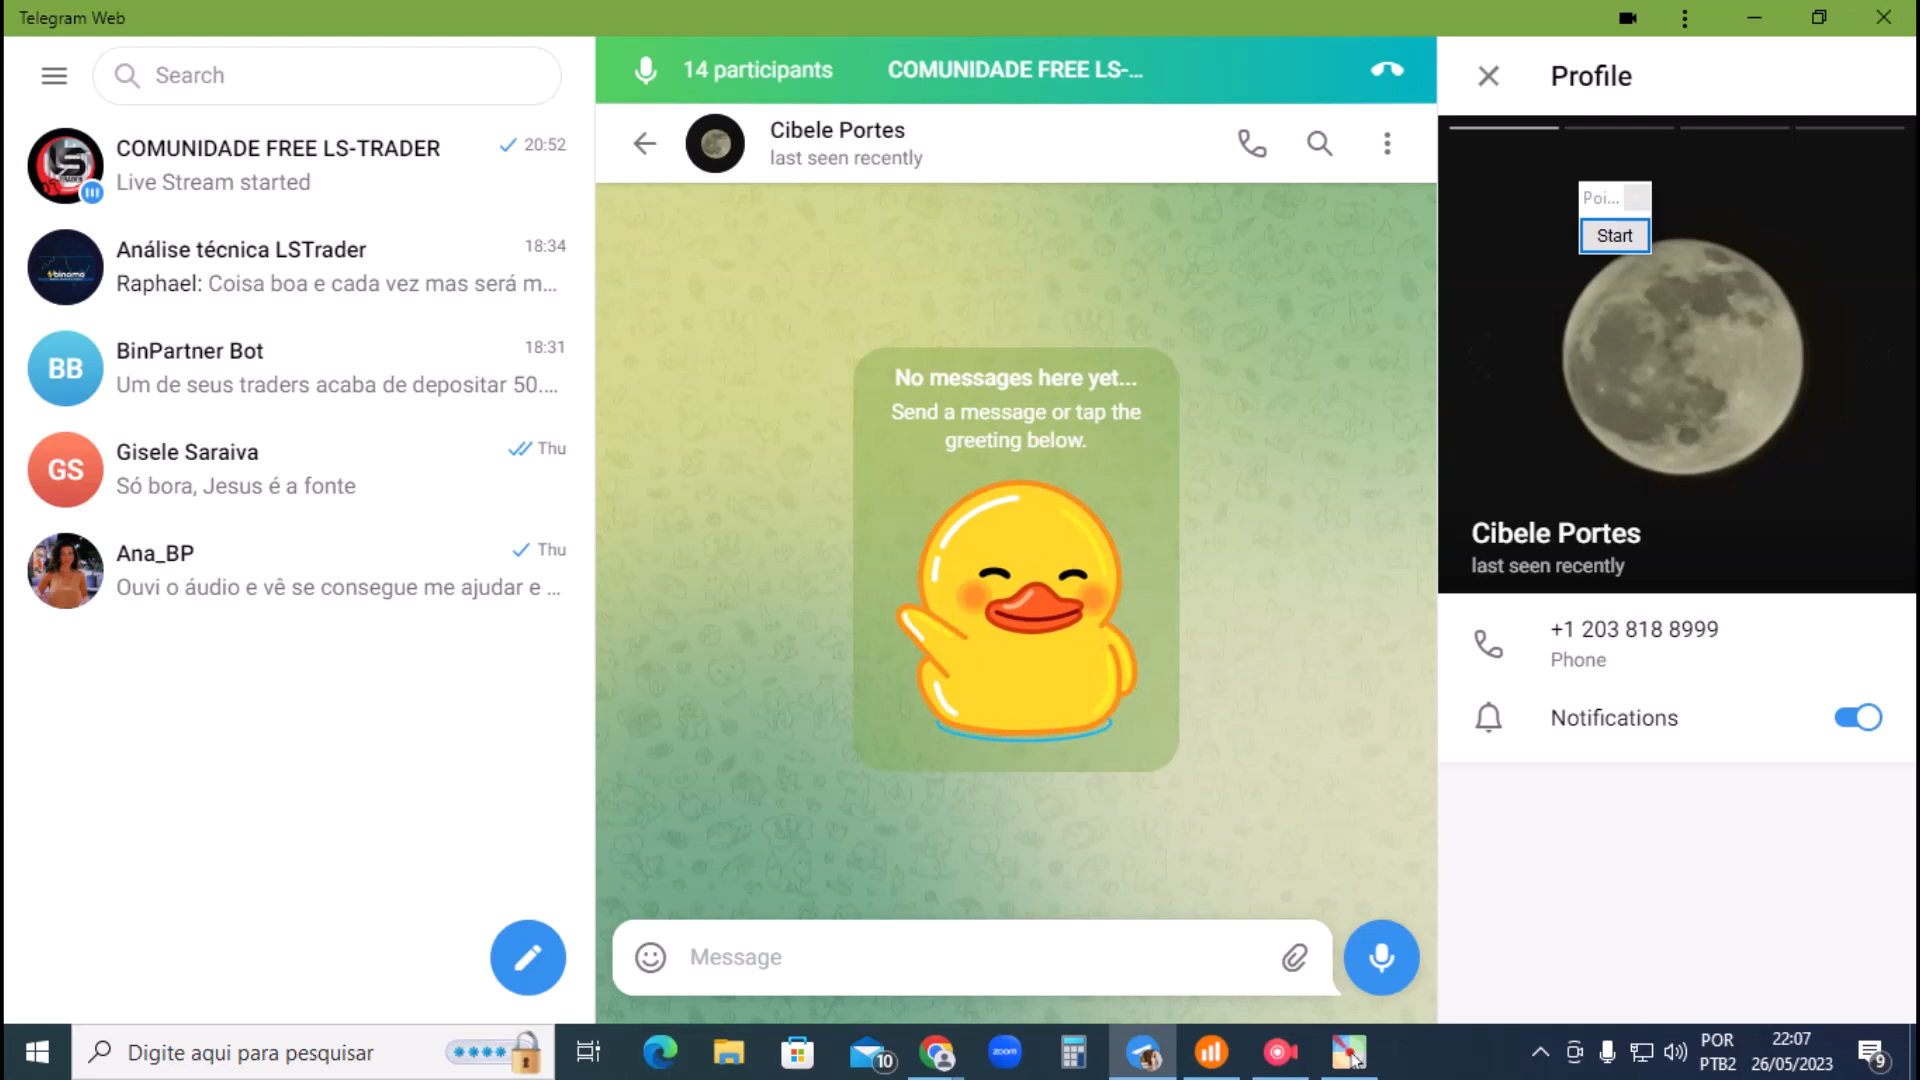 Telegram Web
Search
COMUNIDADE FREE LS-TRADER
20:52
Live Stream started
Análise técnica LSTrader
18:34
Raphael: Coisa boa e cada vez mas será m...
BB
BinPartner Bot
18:31
Um de seus traders acaba de depositar 50....
GS
Gisele Saraiva
Thu
Só bora, Jesus é a fonte
Ana_BP
Thu
Ouvi o áudio e vê se consegue me ajudar e ...
14 participants
COMUNIDADE FREE LS-...
Cibele Portes
last seen recently
No messages here yet...
Send a message or tap the
greeting below.
Message
Profile
Poi...
Start
Cibele Portes
last seen recently
+1 203 818 8999
Phone
Notifications
Digite aqui para pesquisar
10
zoom
POR
PTB2
22:07
26/05/2023
9